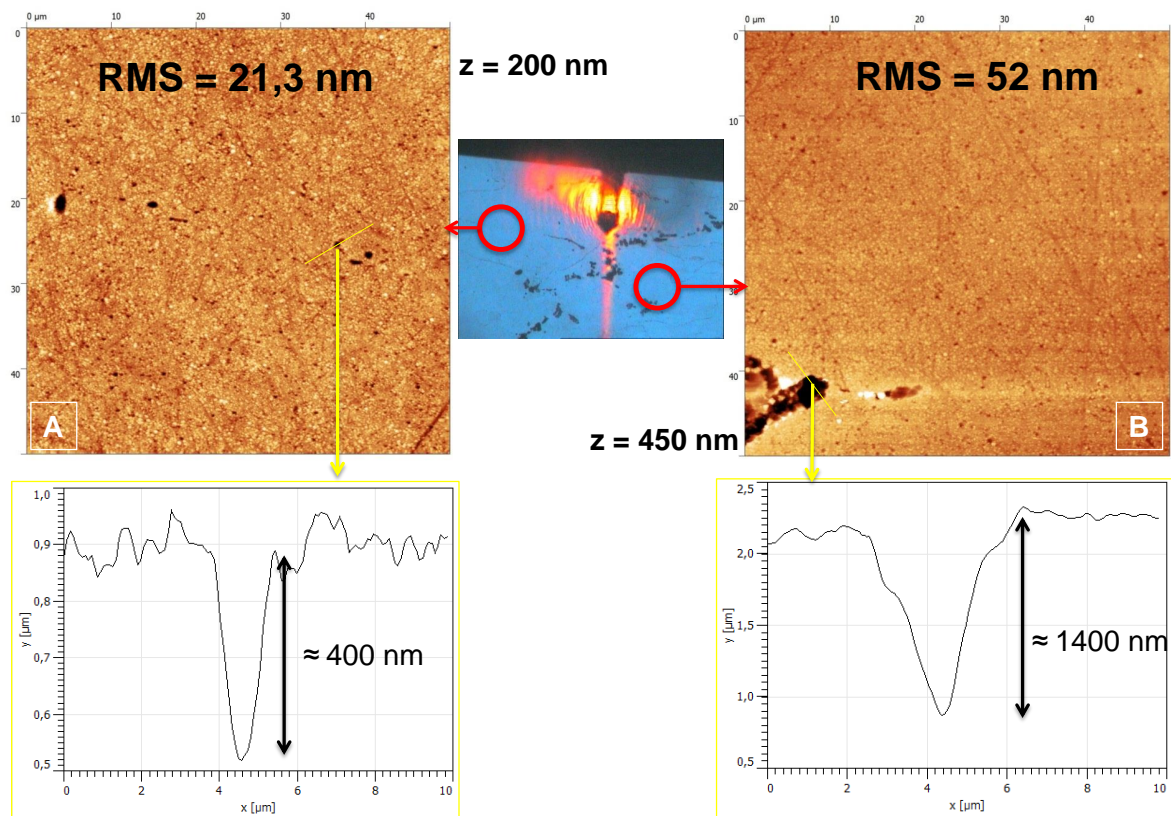 0 µm 10 20 30 40
0
10
20
30
40
RMS = 21,3 nm
A
z = 200 nm
z = 450 nm
0 µm 10 20 30 40
0
10
20
30
40
RMS = 52 nm
B
1,0
0,9
0,8
0,7
0,6
0,5
y [µm]
≈ 400 nm
0 2 4 6 8 10
x [µm]
2,5
2,0
1,5
1,0
0,5
y [µm]
≈ 1400 nm
0 2 4 6 8 10
x [µm]